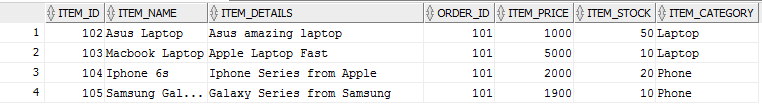 ITEM_ID ITEM_NAME ITEM_DETAILS ORDER_ID ITEM_PRICE ITEM_STOCK ITEM_CATEGORY
1 102 Asus Laptop Asus amazing laptop 101 1000 50 Laptop
2 103 Macbook Laptop Apple Laptop Fast 101 5000 10 Laptop
3 104 Iphone 6s Iphone Series from Apple 101 2000 20 Phone
4 105 Samsung Gal... Galaxy Series from Samsung 101 1900 10 Phone